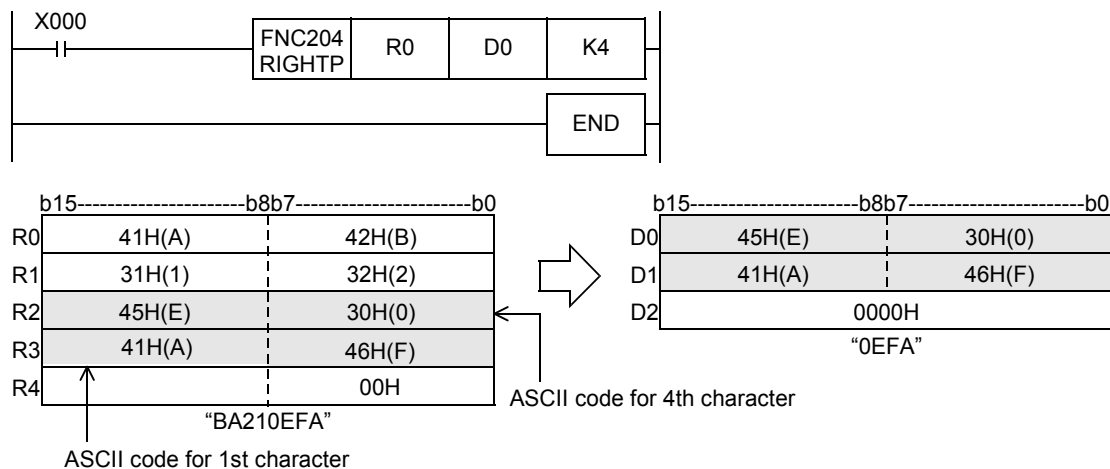 X000
FNC204 RIGHTP R0 D0 K4
END
b15-----------------------b8b7------------------------b0
R0 41H(A) 42H(B)
R1 31H(1) 32H(2)
R2 45H(E) 30H(0)
R3 41H(A) 46H(F)
R4 00H
“BA210EFA”
ASCII code for 1st character
ASCII code for 4th character
b15-----------------------b8b7------------------------b0
D0 45H(E) 30H(0)
D1 41H(A) 46H(F)
D2 0000H
“0EFA”